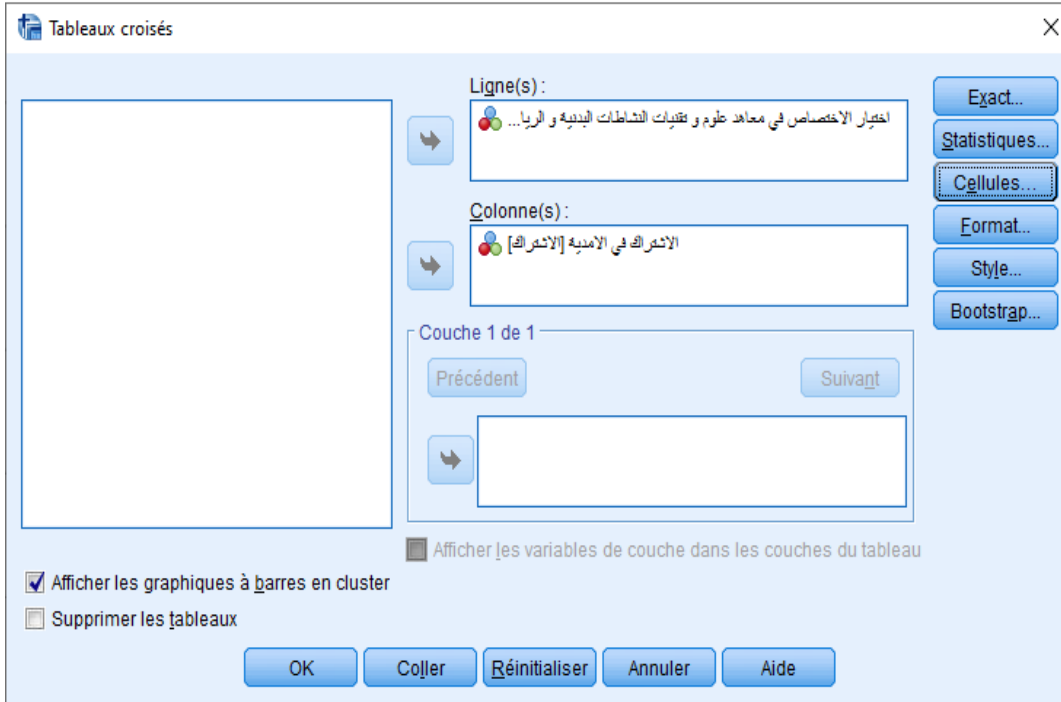 Tableaux croisés
Ligne(s) :
اختيار الاختصاص في معاهد علوم و تقنيات النشاطات البدنية و الريا...
Colonne(s) :
الاشتراك في الاندية [الاشتراك]
Couche 1 de 1
Précédent
Suivant
Afficher les variables de couche dans les couches du tableau
Afficher les graphiques à barres en cluster
Supprimer les tableaux
Exact...
Statistiques...
Cellules...
Format...
Style...
Bootstrap...
OK
Coller
Réinitialiser
Annuler
Aide